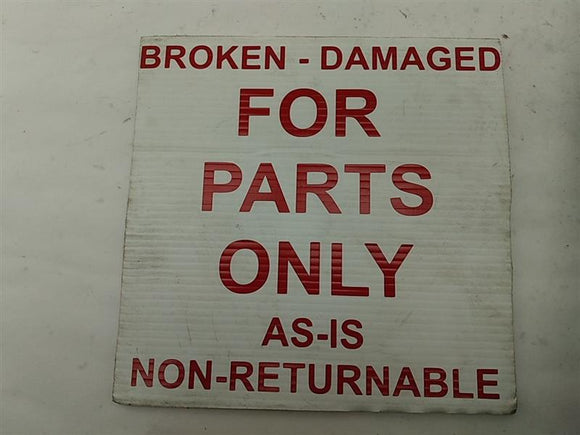 BROKEN - DAMAGED
FOR
PARTS
ONLY
AS-IS
NON-RETURNABLE